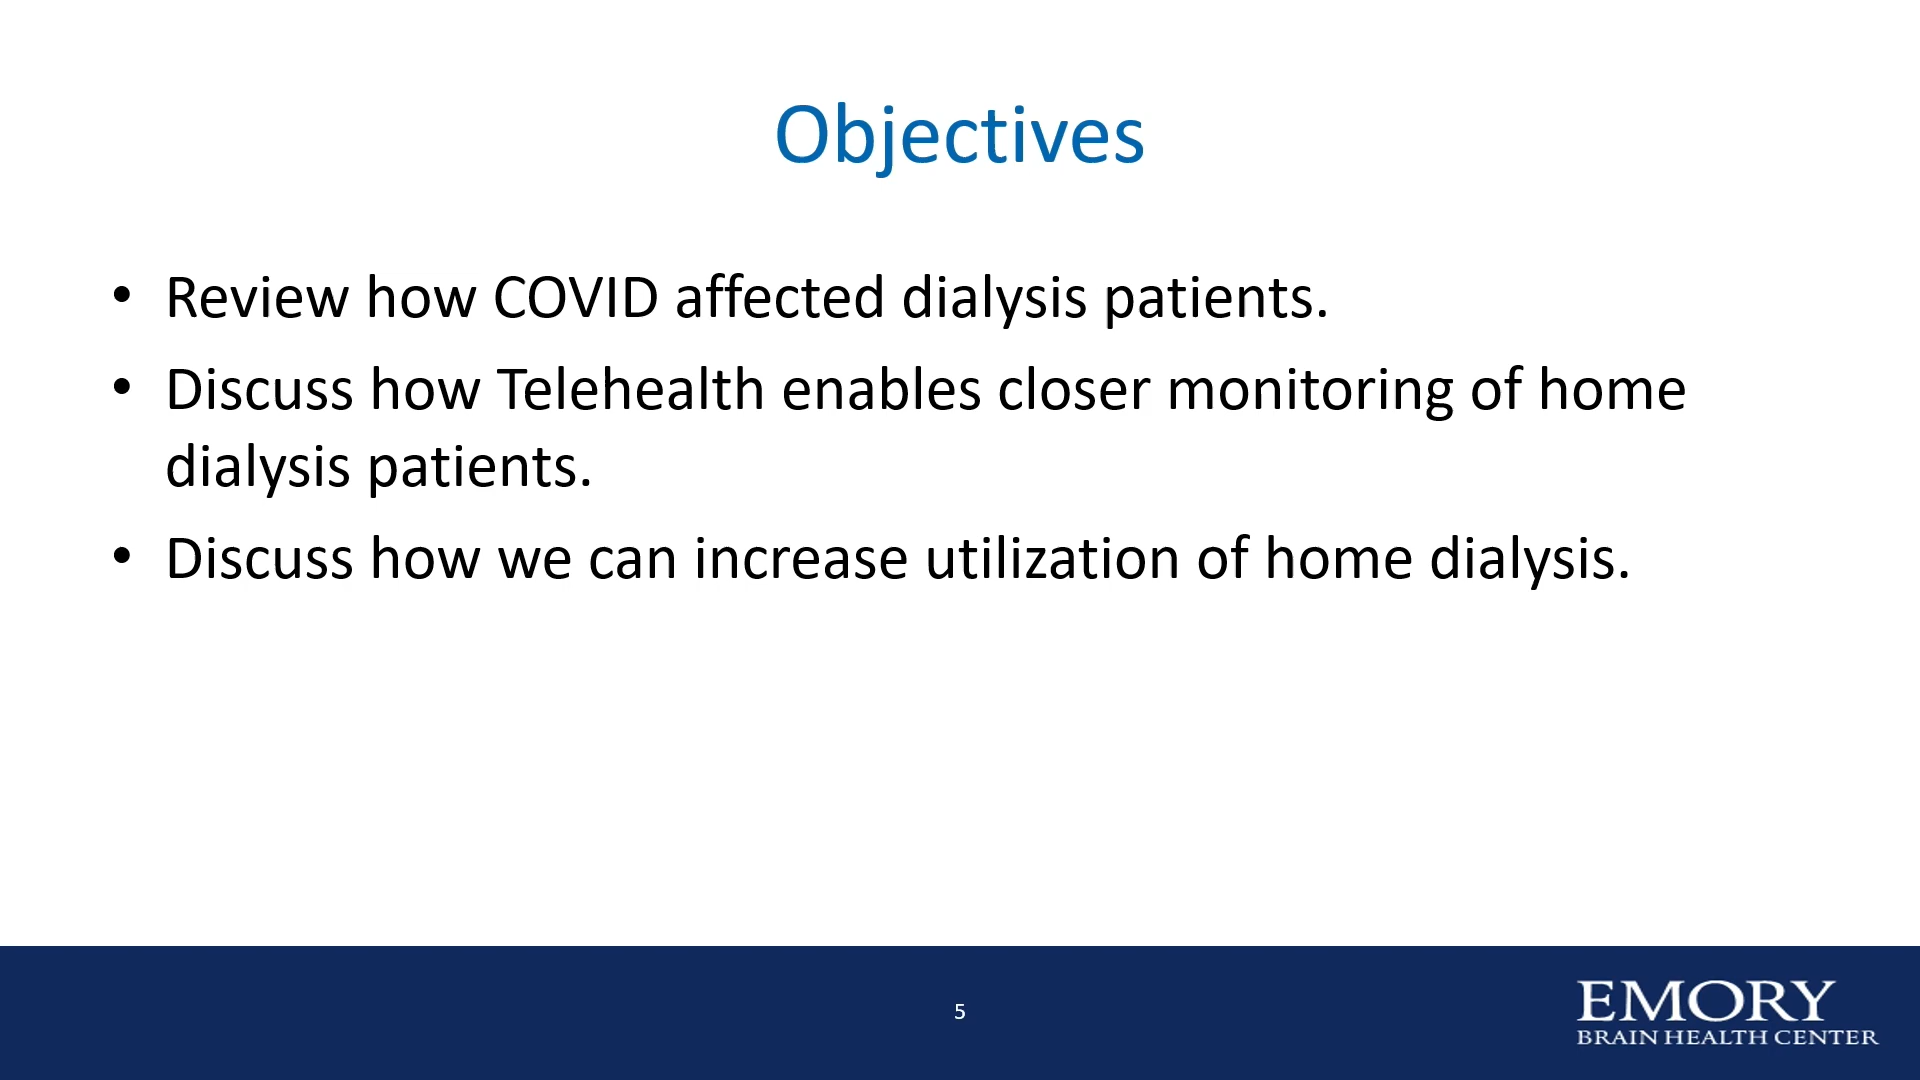 Objectives
• Review how COVID affected dialysis patients.
• Discuss how Telehealth enables closer monitoring of home
dialysis patients.
• Discuss how we can increase utilization of home dialysis.
5
EMORY
BRAIN HEALTH CENTER